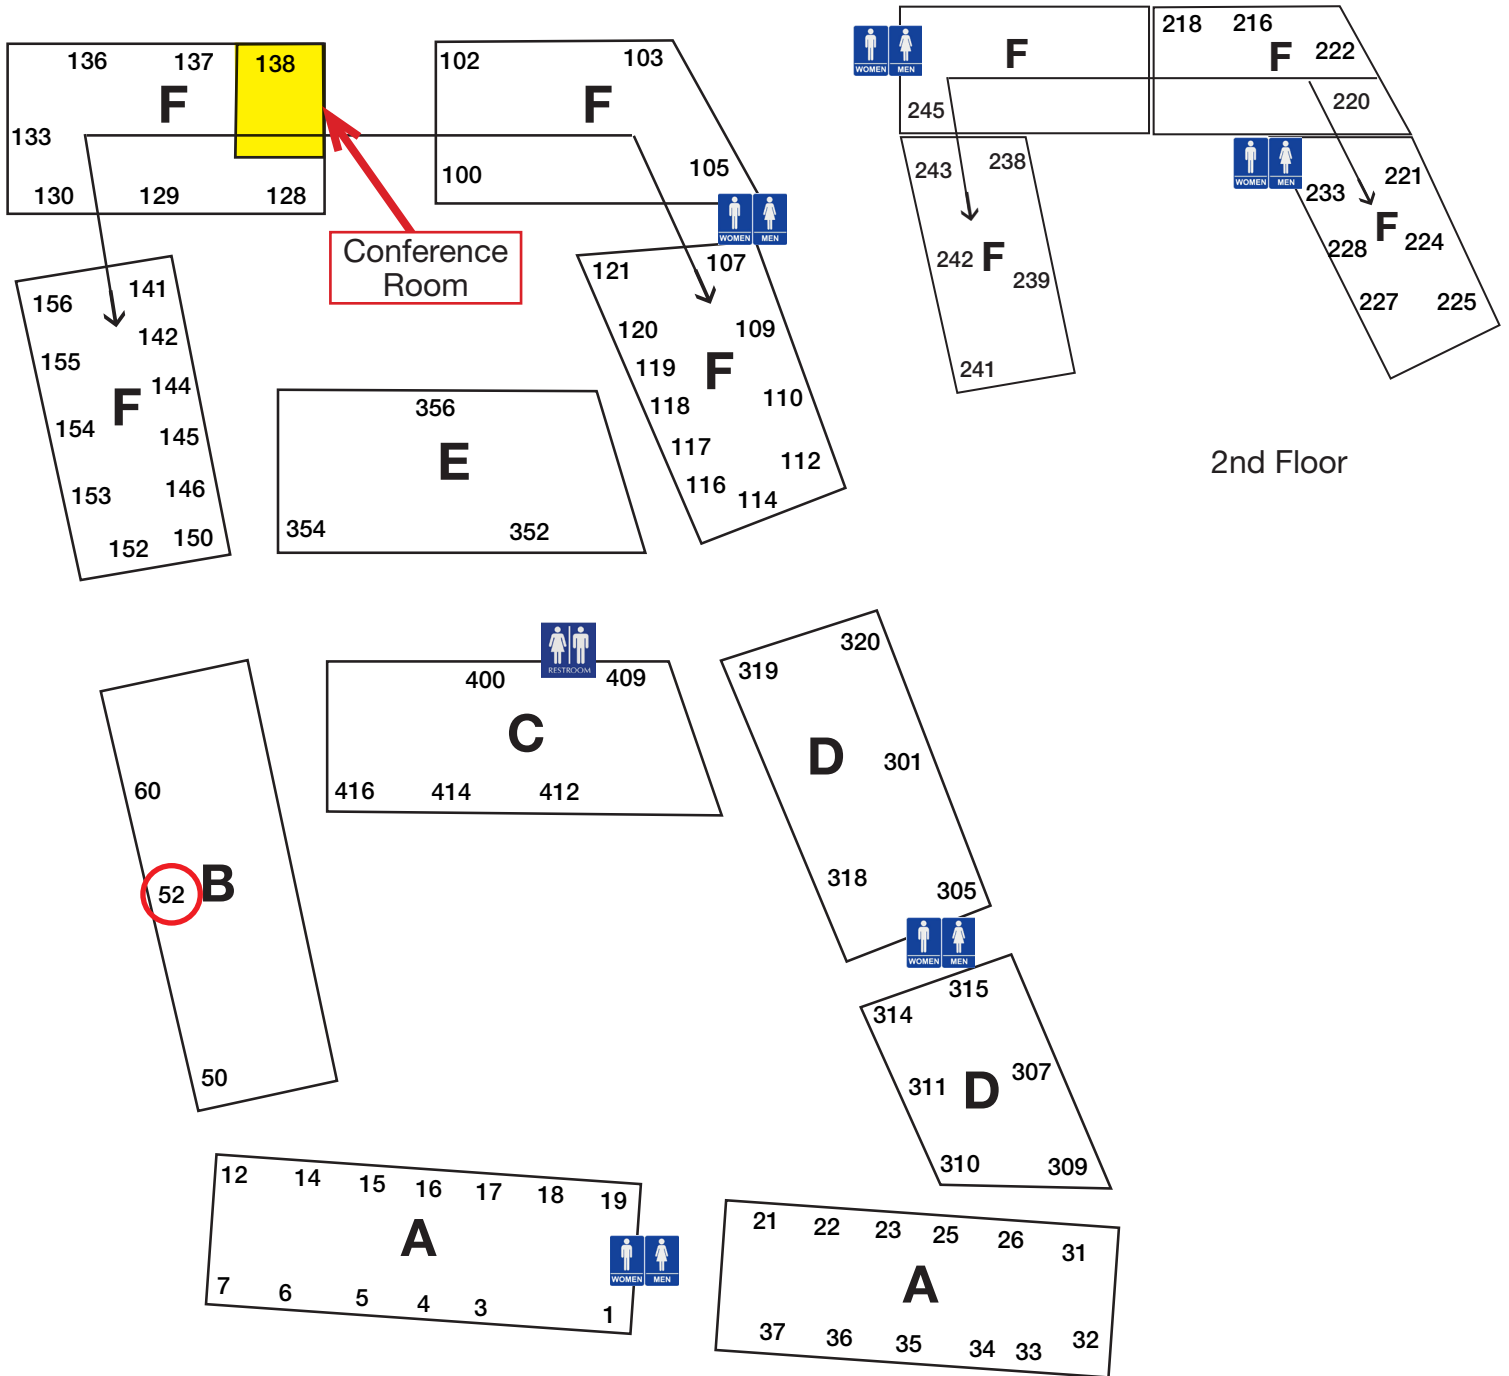 136 137 138
F
133
130 129 128
102 103
F
100 105
WOMEN MEN
Conference
Room
WOMEN MEN
F
245
218 216
F 222
220
243 238
242 F
239
241
WOMEN MEN
221
233
F
228 224
227 225
2nd Floor
156 141
142
155
144
F
154 145
153 146
152 150
121 107
120 109
119
F
118 110
117
112
116
114
356
E
354 352
RESTROOM
400 409
C
416 414 412
320
319
D 301
318 305
WOMEN MEN
315
314
307
311 D
310 309
60
52 B
50
12 14 15 16 17 18 19
A
WOMEN MEN
7 6 5 4 3 1
21 22 23 25 26 31
A
37 36 35 34 33 32